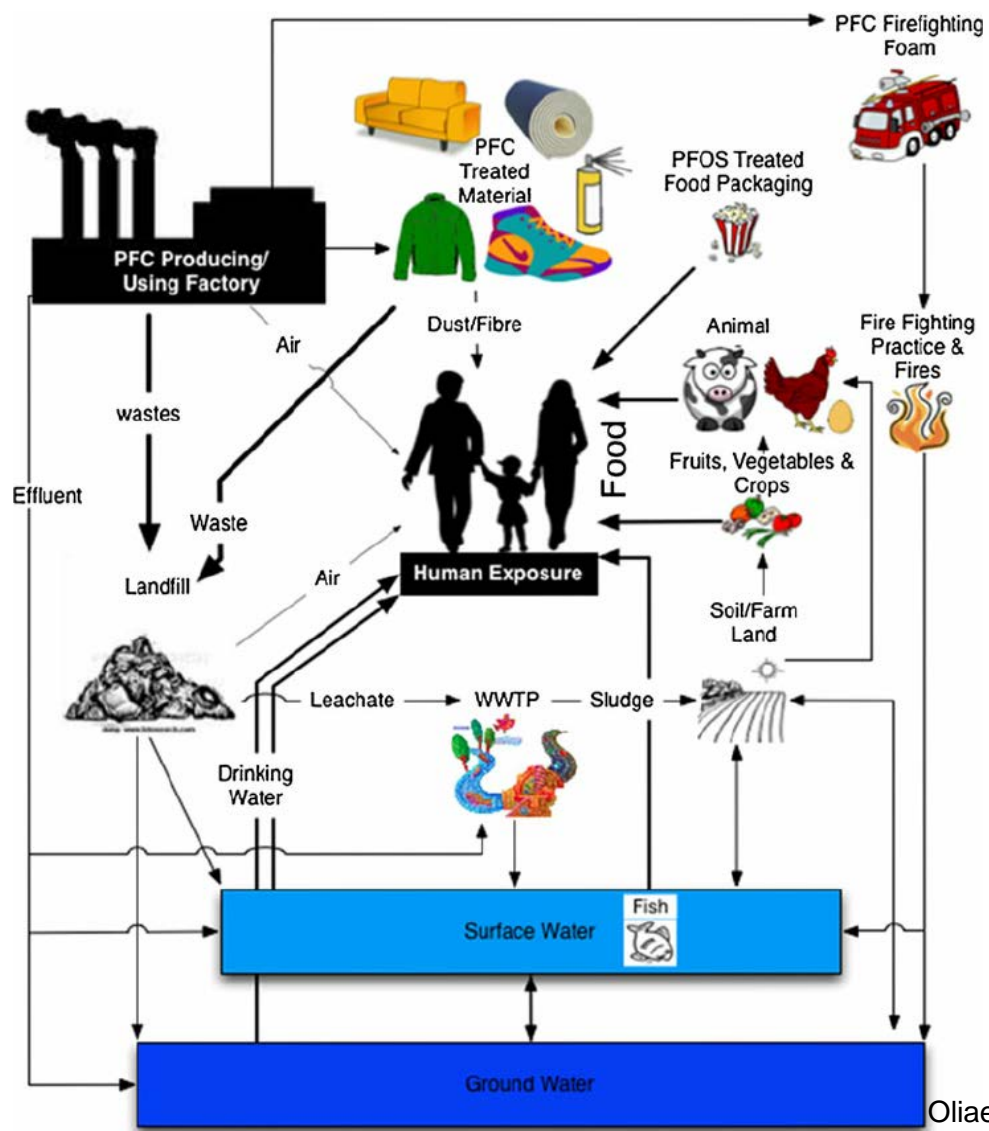 PFC Firefighting
Foam
PFC
Treated
Material
PFOS Treated
Food Packaging
PFC Producing/
Using Factory
Air
Dust/Fibre
Animal
Fire Fighting
Practice &
Fires
wastes
Food
Fruits, Vegetables &
Crops
Effluent
Waste
Landfill
Air
Human Exposure
Soil/Farm
Land
Leachate
WWTP
Sludge
Drinking
Water
Fish
Surface Water
Ground Water
Oliae